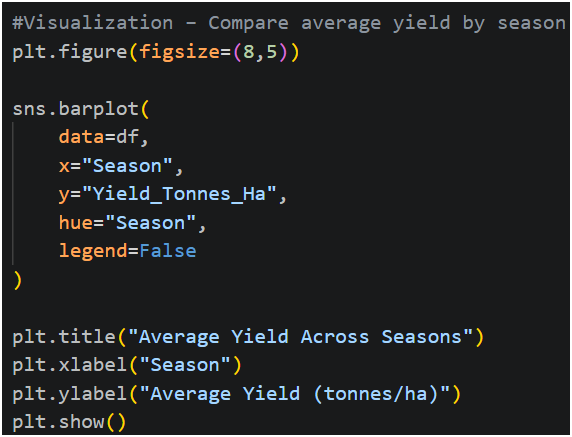 #Visualization – Compare average yield by season
plt.figure(figsize=(8,5))
sns.barplot(
    data=df,
    x="Season",
    y="Yield_Tonnes_Ha",
    hue="Season",
    legend=False
)
plt.title("Average Yield Across Seasons")
plt.xlabel("Season")
plt.ylabel("Average Yield (tonnes/ha)")
plt.show()